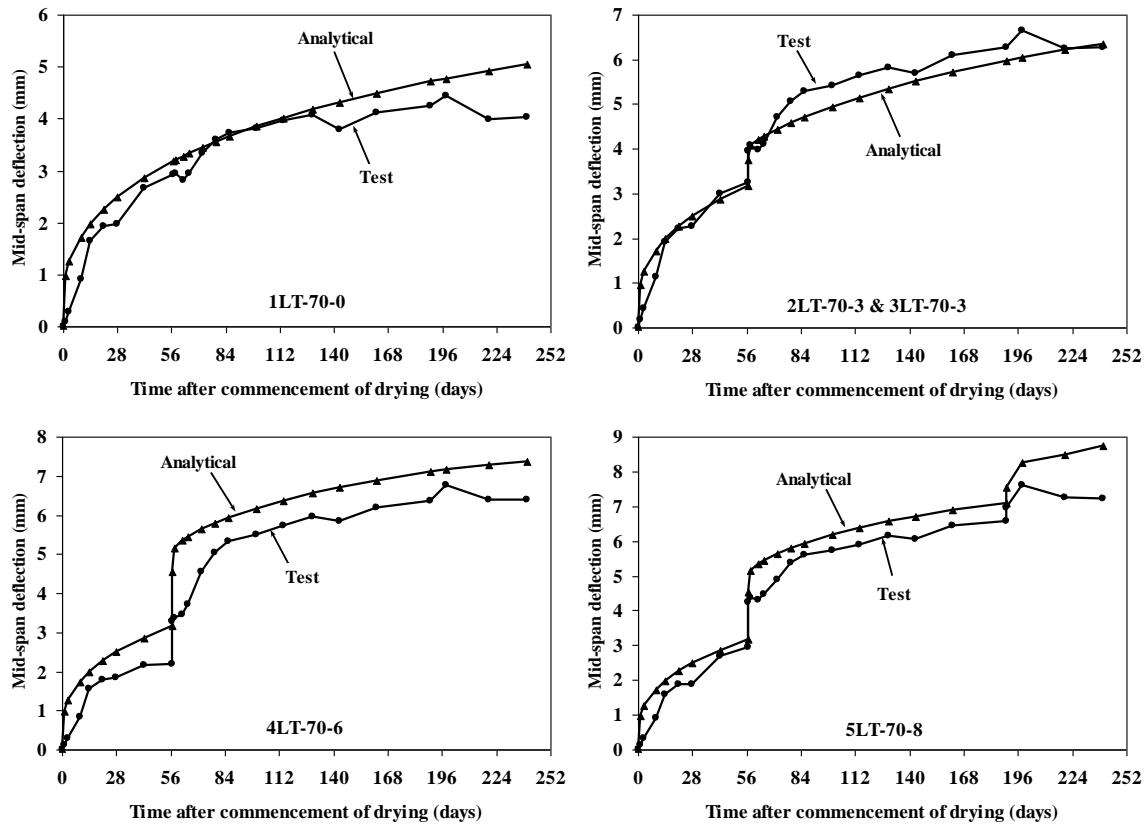 6
5
4
3
2
1
0
Mid-span deflection (mm)
Analytical
Test
1LT-70-0
0 28 56 84 112 140 168 196 224 252
Time after commencement of drying (days)
7
6
5
4
3
2
1
0
Mid-span deflection (mm)
Test
Analytical
2LT-70-3 & 3LT-70-3
0 28 56 84 112 140 168 196 224 252
Time after commencement of drying (days)
8
7
6
5
4
3
2
1
0
Mid-span deflection (mm)
Analytical
Test
4LT-70-6
0 28 56 84 112 140 168 196 224 252
Time after commencement of drying (days)
9
8
7
6
5
4
3
2
1
0
Mid-span deflection (mm)
Analytical
Test
5LT-70-8
0 28 56 84 112 140 168 196 224 252
Time after commencement of drying (days)